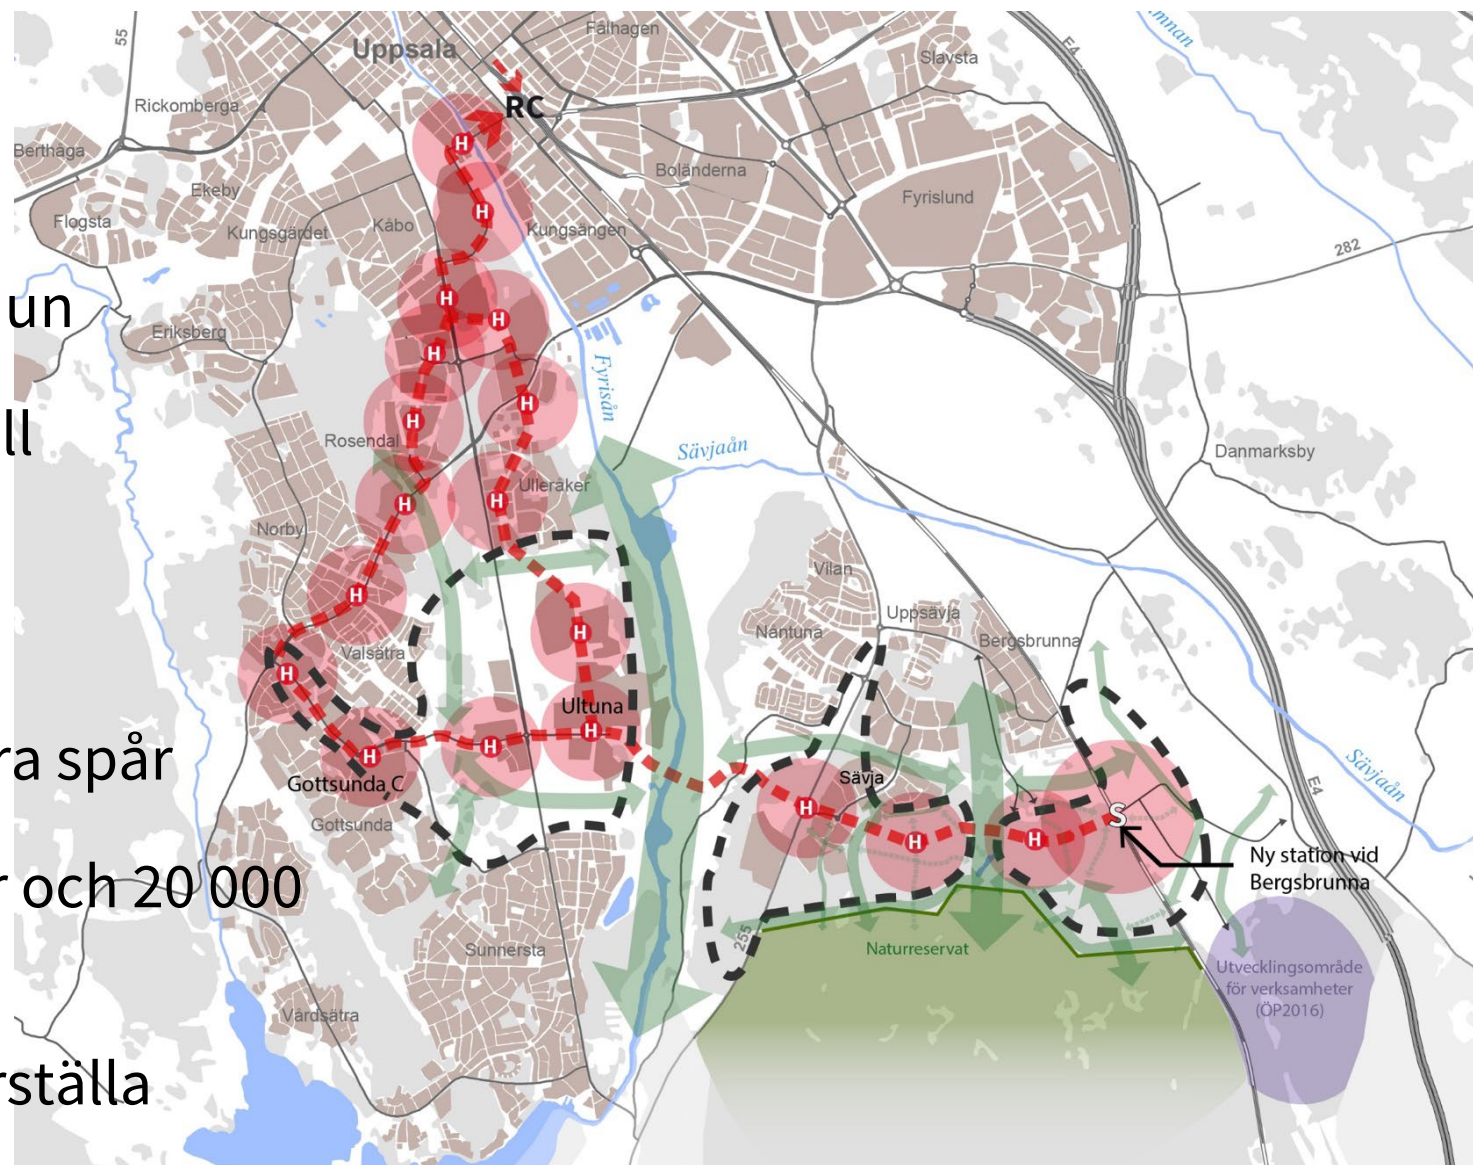 55
Uppsala
Fålhagen
E4
Slavsta
Rickomberga
RC
Berthåga
H
Boländerna
Ekeby
Fyrislund
Flogsta
Kungsgärdet
Kåbo
H
Kungsängen
282
un
H
H
Eriksberg
H
Fyrisån
H
ll
H
Rosendal
Sävjaån
Danmarksby
Ulleråker
H
H
Norby
Vilan
H
Uppsävja
Nåntuna
H
Bergsbrunna
Valsätra
H
Ultuna
H
H
ra spår
H
Sävja
Sävjaån
Gottsunda C
E4
H
S
Gottsunda
H
H
Ny station vid
Bergsbrunna
r och 20 000
255
Sunnersta
Naturreservat
Utvecklingsområde
för verksamheter
(ÖP2016)
Vårdsätra
rställa